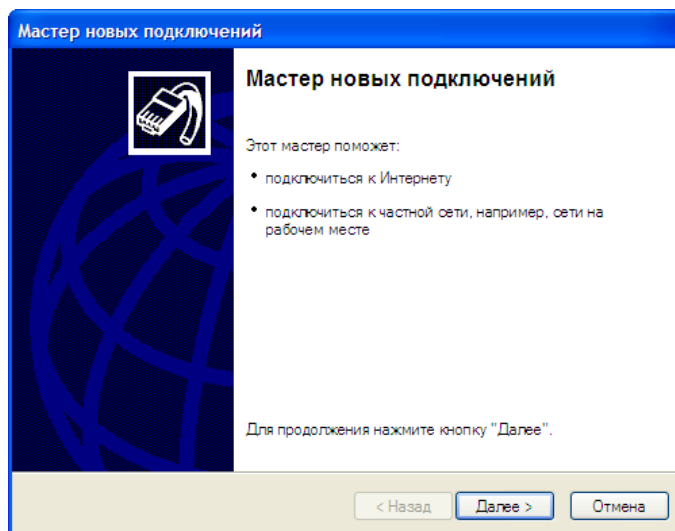 Мастер новых подключений
Мастер новых подключений
Этот мастер поможет:
• подключиться к Интернету
• подключиться к частной сети, например, сети на
рабочем месте
Для продолжения нажмите кнопку "Далее".
< Назад Далее > Отмена